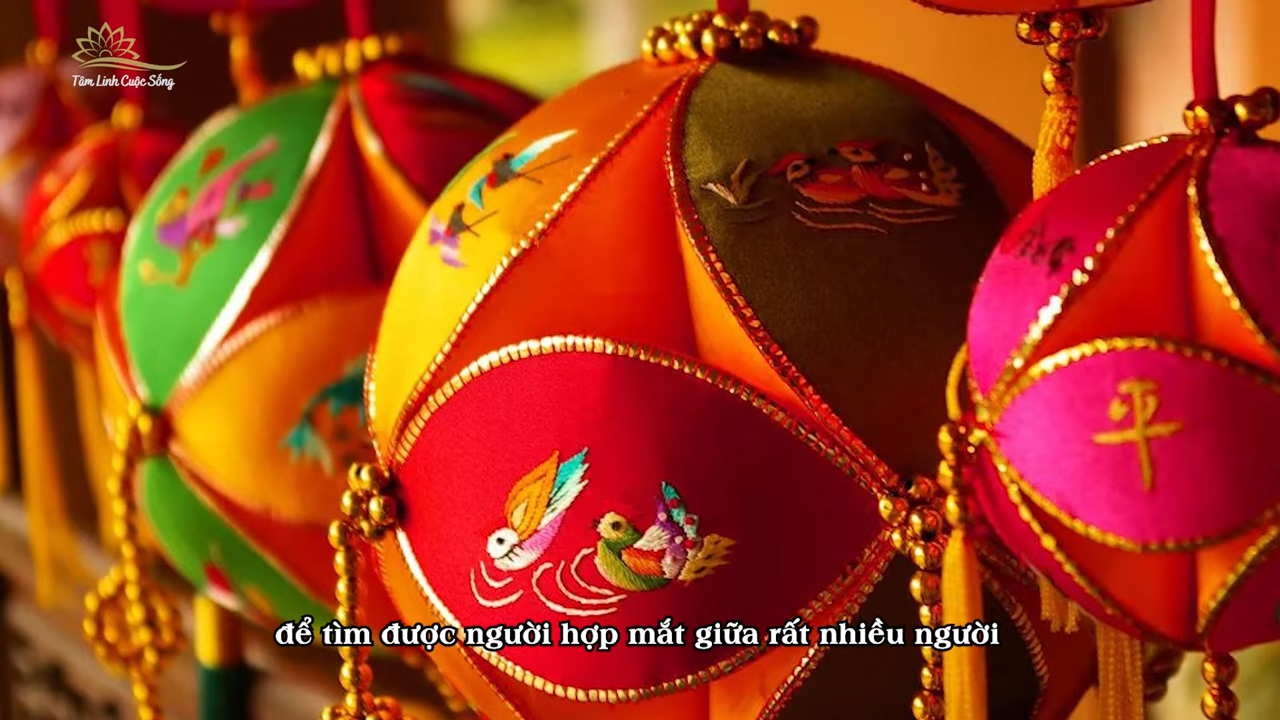 Tâm Linh Cuộc Sống
平
để tìm được người hợp mắt giữa rất nhiều người